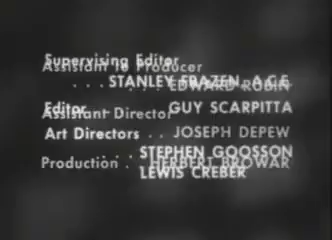 Supervising Editor
Assistant To Producer
STANLEY FRAZEN, A.C.E.
. . . . . . . EDWARD RUBIN
Editor . . . . . GUY SCARPITTA
Assistant Director
Art Directors . . JOSEPH DEPEW
. . . STEPHEN GOOSSON
Production . . HERBERT BROWAR
LEWIS CREBER